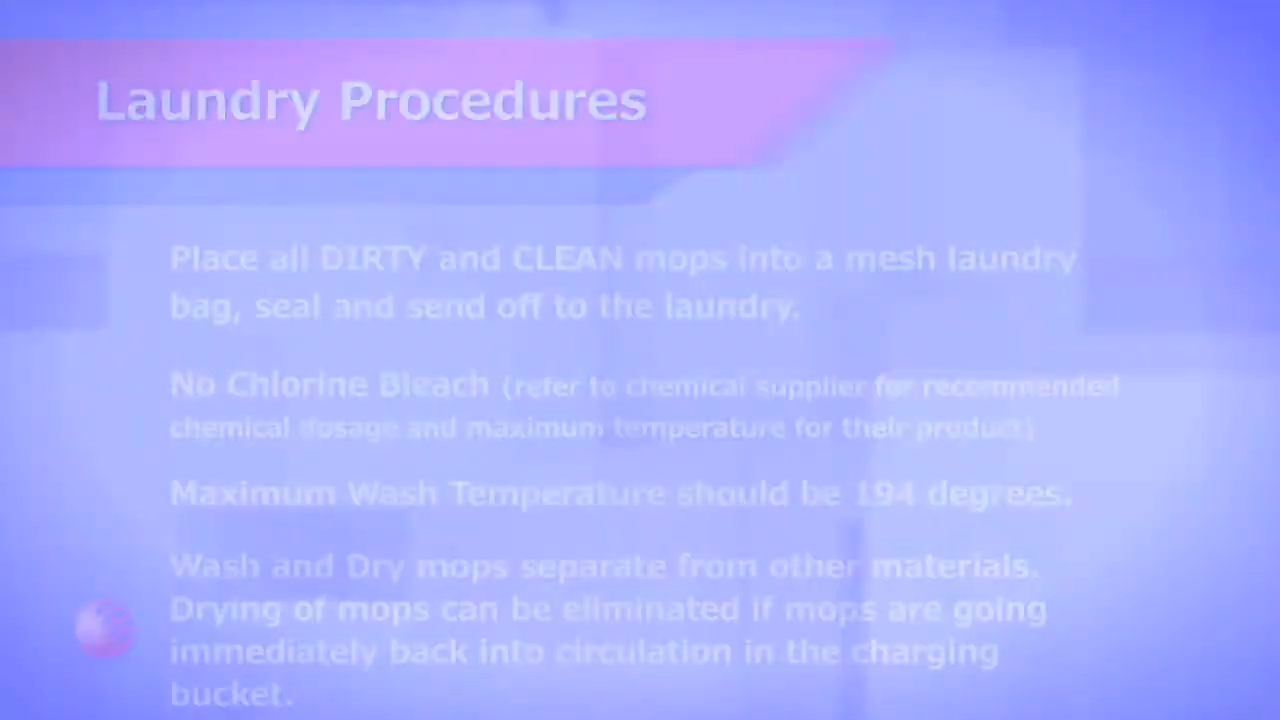 Laundry Procedures
Place all DIRTY and CLEAN mops into a mesh laundry
bag, seal and send off to the laundry.
No Chlorine Bleach (refer to chemical supplier for recommended
chemical dosage and maximum temperature for their product)
Maximum Wash Temperature should be 194 degrees.
Wash and Dry mops separate from other materials.
Drying of mops can be eliminated if mops are going
immediately back into circulation in the charging
bucket.